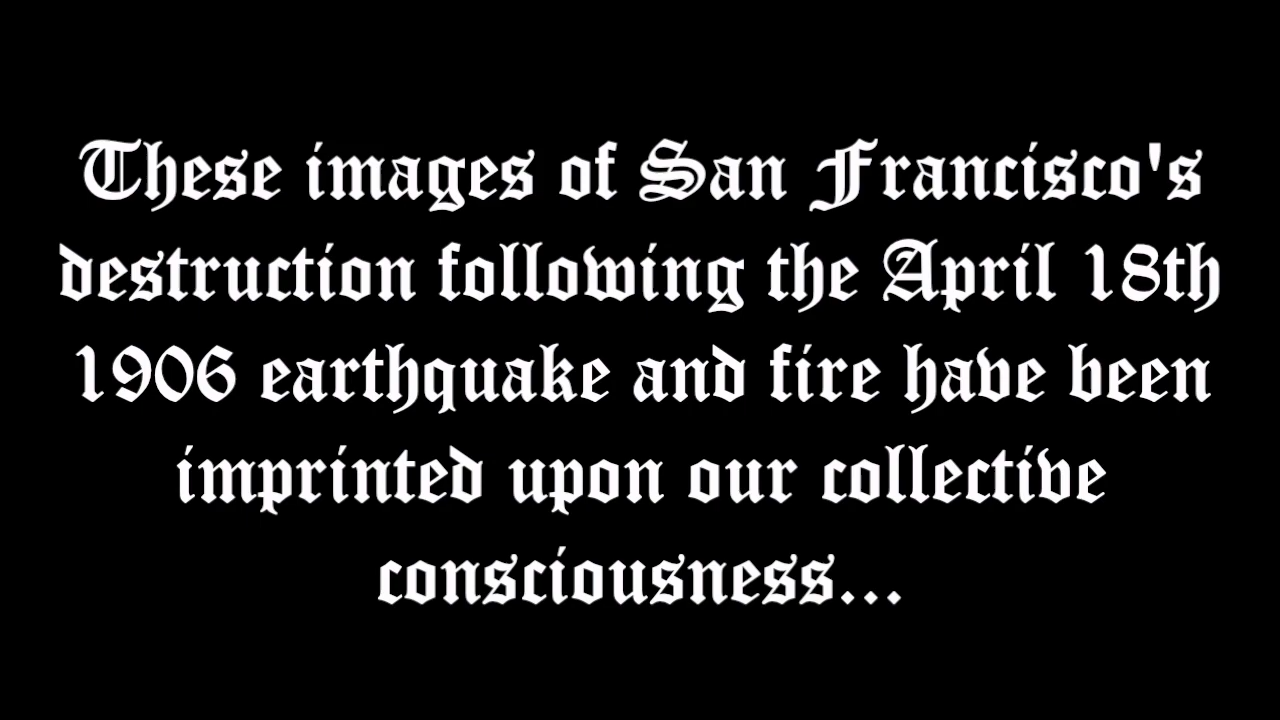 These images of San Francisco's
destruction following the April 18th
1906 earthquake and fire have been
imprinted upon our collective
consciousness...